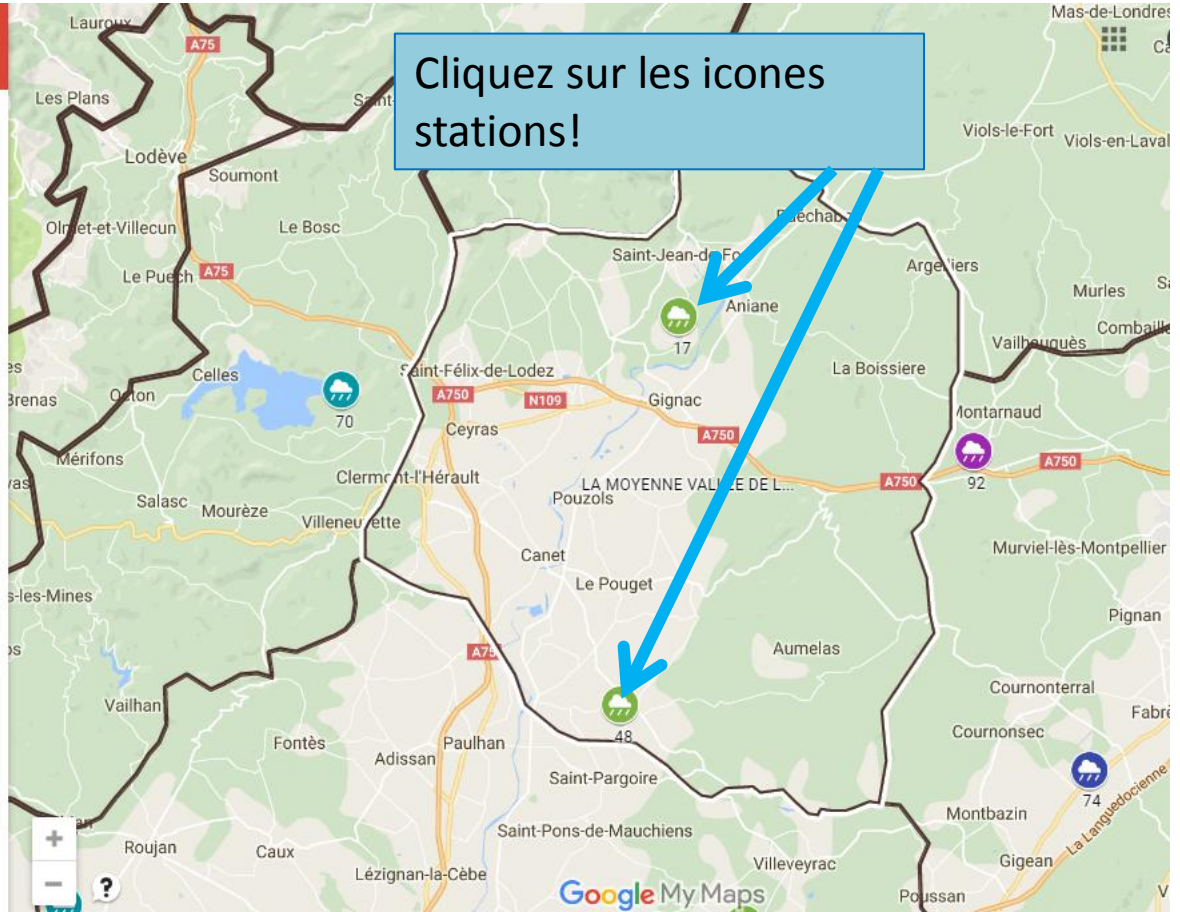 Lauroux
Mas-de-Londres
A75
Cliquez sur les icones
stations!
Les Plans
Viols-le-Fort
Viols-en-Laval
Lodève
Soumont
Olmet-et-Villecun
Le Bosc
Saint-Jean-de-Fos
Argelliers
Le Puech
A75
Murles
Aniane
17
Combaill
Vailhauquès
Celles
Saint-Félix-de-Lodez
La Boissiere
Octon
Brenas
70
A750
N109
Gignac
Montarnaud
Ceyras
A750
Mérifons
A750
Clermont-l'Hérault
LA MOYENNE VALLEE DE L...
A750
92
Pouzols
Salasc
Mourèze
Villeneuvette
Canet
Murviel-lès-Montpellier
Le Pouget
s-les-Mines
Pignan
A75
Aumelas
Vailhan
Cournonterral
Fabrè
48
Cournonsec
Fontès
Paulhan
Adissan
Saint-Pargoire
74
Montbazin
La Languedocienne
+
Roujan
Caux
Saint-Pons-de-Mauchiens
Villeveyrac
Gigean
−
?
Lézignan-la-Cèbe
Google My Maps
Poussan